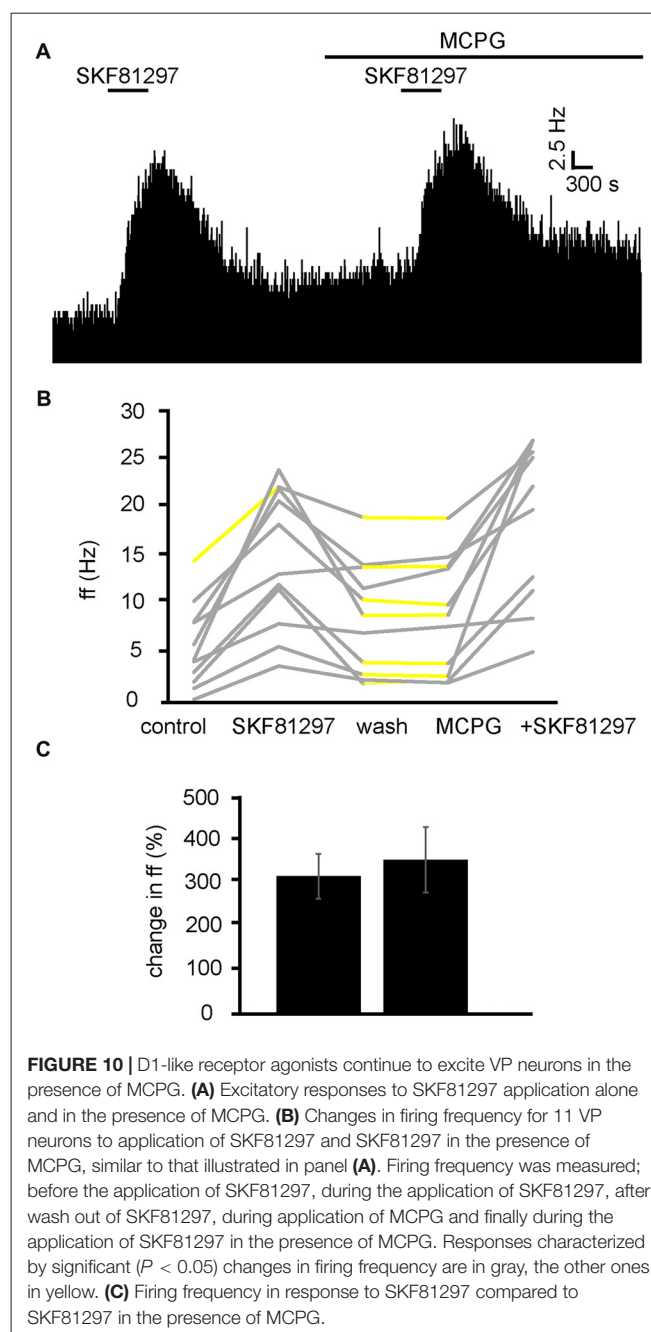 A
MCPG
SKF81297
SKF81297
2.5 Hz
300 s
B
30
25
20
15
10
5
0
ff (Hz)
control SKF81297 wash MCPG +SKF81297
C
500
400
300
200
100
0
change in ff (%)
FIGURE 10 | D1-like receptor agonists continue to excite VP neurons in the
presence of MCPG. (A) Excitatory responses to SKF81297 application alone
and in the presence of MCPG. (B) Changes in firing frequency for 11 VP
neurons to application of SKF81297 and SKF81297 in the presence of
MCPG, similar to that illustrated in panel (A). Firing frequency was measured;
before the application of SKF81297, during the application of SKF81297, after
wash out of SKF81297, during application of MCPG and finally during the
application of SKF81297 in the presence of MCPG. Responses characterized
by significant (P < 0.05) changes in firing frequency are in gray, the other ones
in yellow. (C) Firing frequency in response to SKF81297 compared to
SKF81297 in the presence of MCPG.